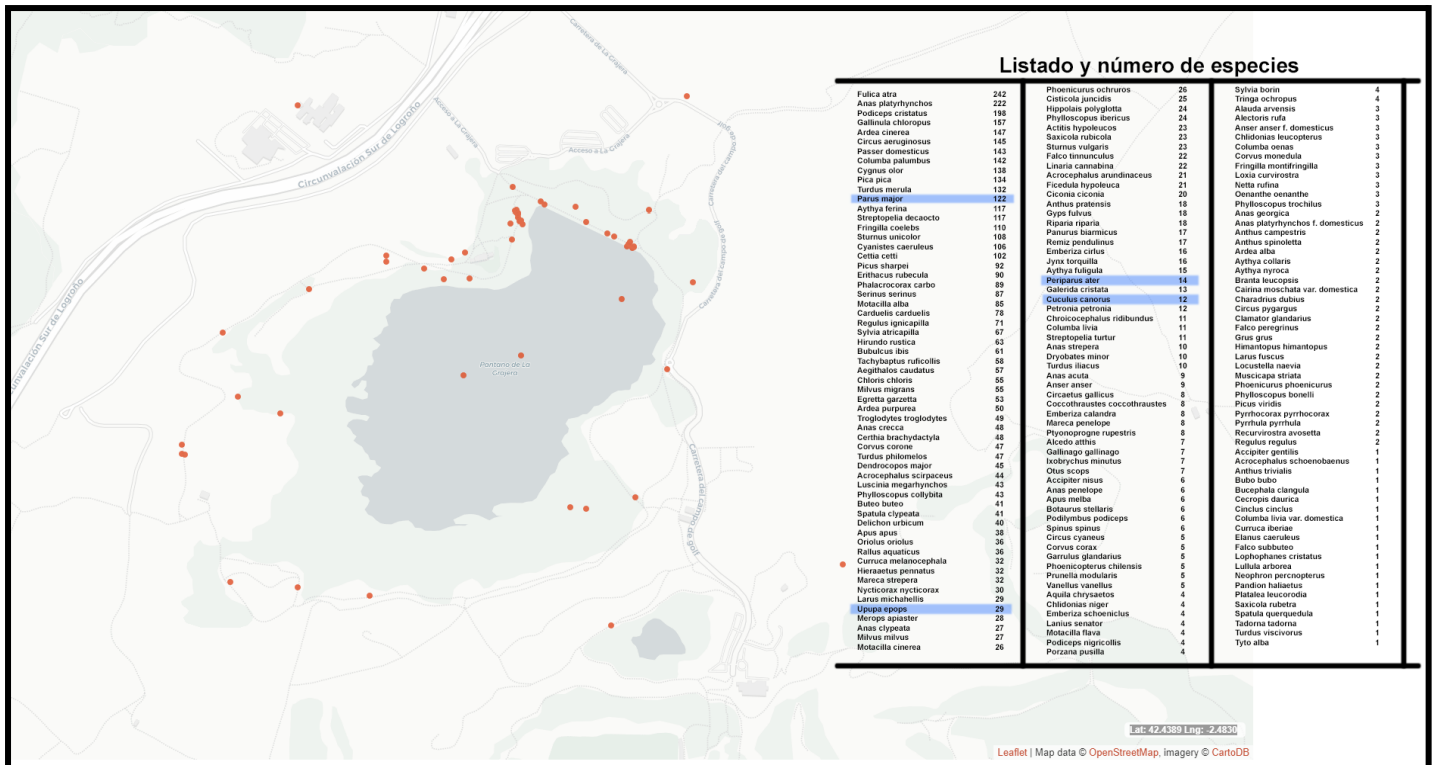 Carretera de La Grajera
Acceso a La Grajera
Circunvalación Sur de Logroño
Acceso a La Grajera
Carretera del campo de golf
Carretera del campo de golf
Circunvalación Sur de Logroño
Pantano de La
Grajera
Carretera del campo de golf
Listado y número de especies
Fulica atra 242
Anas platyrhynchos 222
Podiceps cristatus 198
Gallinula chloropus 157
Ardea cinerea 147
Circus aeruginosus 145
Passer domesticus 143
Columba palumbus 142
Cygnus olor 138
Pica pica 134
Turdus merula 132
Parus major 122
Aythya ferina 117
Streptopelia decaocto 117
Fringilla coelebs 110
Sturnus unicolor 108
Cyanistes caeruleus 106
Cettia cetti 102
Picus sharpei 92
Erithacus rubecula 90
Phalacrocorax carbo 89
Serinus serinus 87
Motacilla alba 85
Carduelis carduelis 78
Regulus ignicapilla 71
Sylvia atricapilla 67
Hirundo rustica 63
Bubulcus ibis 61
Tachybaptus ruficollis 58
Aegithalos caudatus 57
Chloris chloris 55
Milvus migrans 55
Egretta garzetta 53
Ardea purpurea 50
Troglodytes troglodytes 49
Anas crecca 48
Certhia brachydactyla 48
Corvus corone 47
Turdus philomelos 47
Dendrocopos major 45
Acrocephalus scirpaceus 44
Luscinia megarhynchos 43
Phylloscopus collybita 43
Buteo buteo 41
Spatula clypeata 41
Delichon urbicum 40
Apus apus 38
Oriolus oriolus 36
Rallus aquaticus 36
Curruca melanocephala 32
Hieraaetus pennatus 32
Mareca strepera 32
Nycticorax nycticorax 30
Larus michahellis 29
Upupa epops 29
Merops apiaster 28
Anas clypeata 27
Milvus milvus 27
Motacilla cinerea 26
Phoenicurus ochruros 26
Cisticola juncidis 25
Hippolais polyglotta 24
Phylloscopus ibericus 24
Actitis hypoleucos 23
Saxicola rubicola 23
Sturnus vulgaris 23
Falco tinnunculus 22
Linaria cannabina 22
Acrocephalus arundinaceus 21
Ficedula hypoleuca 21
Ciconia ciconia 20
Anthus pratensis 18
Gyps fulvus 18
Riparia riparia 18
Panurus biarmicus 17
Remiz pendulinus 17
Emberiza cirlus 16
Jynx torquilla 16
Aythya fuligula 15
Periparus ater 14
Galerida cristata 13
Cuculus canorus 12
Petronia petronia 12
Chroicocephalus ridibundus 11
Columba livia 11
Streptopelia turtur 11
Anas strepera 10
Dryobates minor 10
Turdus iliacus 10
Anas acuta 9
Anser anser 9
Circaetus gallicus 8
Coccothraustes coccothraustes 8
Emberiza calandra 8
Mareca penelope 8
Ptyonoprogne rupestris 8
Alcedo atthis 7
Gallinago gallinago 7
Ixobrychus minutus 7
Otus scops 7
Accipiter nisus 6
Anas penelope 6
Apus melba 6
Botaurus stellaris 6
Podilymbus podiceps 6
Spinus spinus 6
Circus cyaneus 5
Corvus corax 5
Garrulus glandarius 5
Phoenicopterus chilensis 5
Prunella modularis 5
Vanellus vanellus 5
Aquila chrysaetos 4
Chlidonias niger 4
Emberiza schoeniclus 4
Lanius senator 4
Motacilla flava 4
Podiceps nigricollis 4
Porzana pusilla 4
Sylvia borin 4
Tringa ochropus 4
Alauda arvensis 3
Alectoris rufa 3
Anser anser f. domesticus 3
Chlidonias leucopterus 3
Columba oenas 3
Corvus monedula 3
Fringilla montifringilla 3
Loxia curvirostra 3
Netta rufina 3
Oenanthe oenanthe 3
Phylloscopus trochilus 3
Anas georgica 2
Anas platyrhynchos f. domesticus 2
Anthus campestris 2
Anthus spinoletta 2
Ardea alba 2
Aythya collaris 2
Aythya nyroca 2
Branta leucopsis 2
Cairina moschata var. domestica 2
Charadrius dubius 2
Circus pygargus 2
Clamator glandarius 2
Falco peregrinus 2
Grus grus 2
Himantopus himantopus 2
Larus fuscus 2
Locustella naevia 2
Muscicapa striata 2
Phoenicurus phoenicurus 2
Phylloscopus bonelli 2
Picus viridis 2
Pyrrhocorax pyrrhocorax 2
Pyrrhula pyrrhula 2
Recurvirostra avosetta 2
Regulus regulus 2
Accipiter gentilis 1
Acrocephalus schoenobaenus 1
Anthus trivialis 1
Bubo bubo 1
Bucephala clangula 1
Cecropis daurica 1
Cinclus cinclus 1
Columba livia var. domestica 1
Curruca iberiae 1
Elanus caeruleus 1
Falco subbuteo 1
Lophophanes cristatus 1
Lullula arborea 1
Neophron percnopterus 1
Pandion haliaetus 1
Platalea leucorodia 1
Saxicola rubetra 1
Spatula querquedula 1
Tadorna tadorna 1
Turdus viscivorus 1
Tyto alba 1
Lat: 42.4389 Lng: -2.4830
Leaflet | Map data © OpenStreetMap, imagery © CartoDB